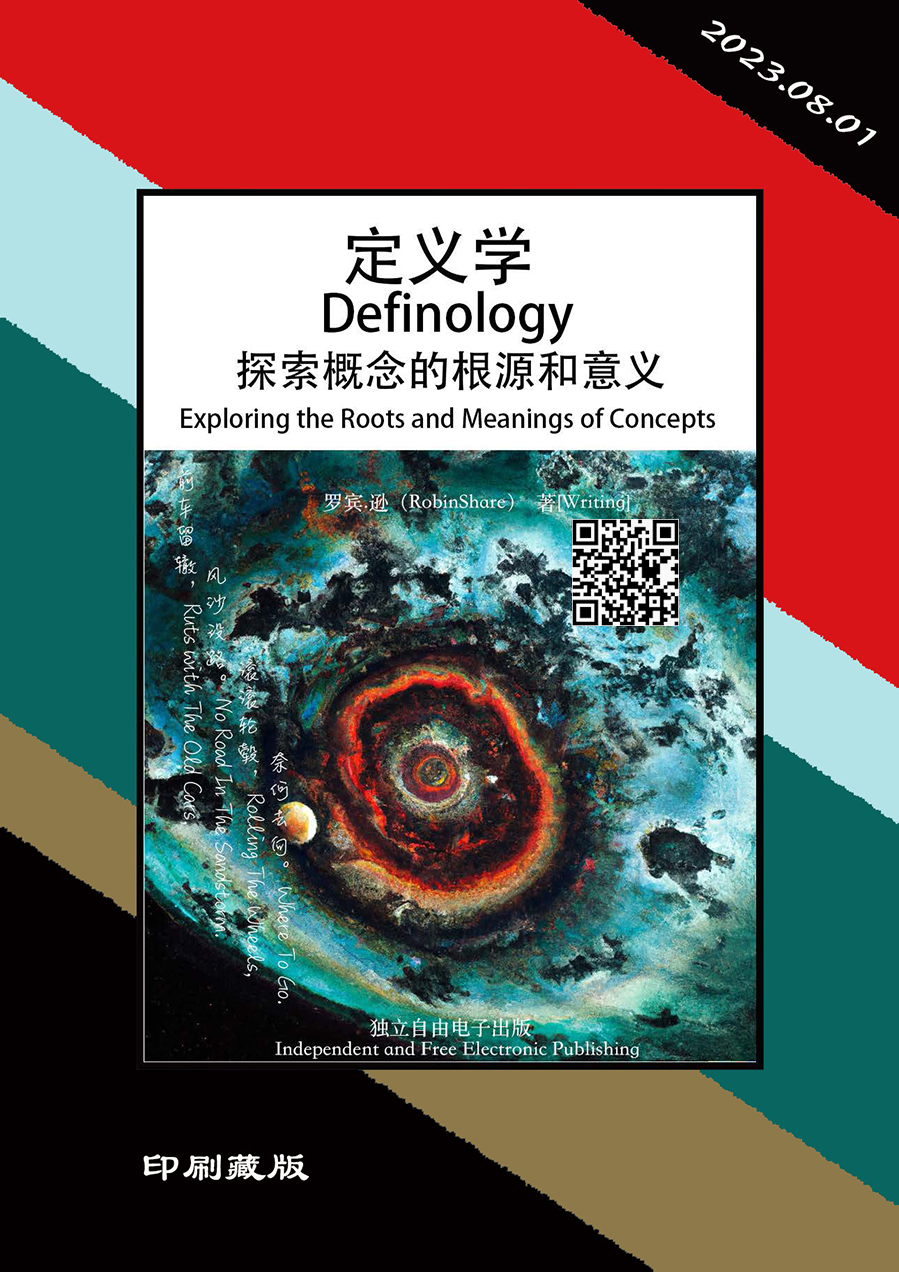 2023.08.01
定义学
Definology
探索概念的根源和意义
Exploring the Roots and Meanings of Concepts
罗宾.逊（RobinShare） 著[Writing]
前车留辙，Ruts with The Old Cars,
风沙没路。No Road In The Sandstorm.
滚滚轮毂，Rolling The Wheels,
奈何去向。Where To Go.
独立自由电子出版
Independent and Free Electronic Publishing
印刷藏版